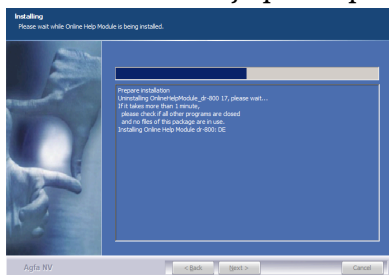 Installing
Please wait while Online Help Module is being installed.
Prepare installation
Uninstalling OnlineHelpModule_dr-800 17, please wait...
If it takes more than 1 minute,
please check if all other programs are closed
and no files of this package are in use.
Installing Online Help Module dr-800: DE
Agfa NV
< Back
Next >
Cancel